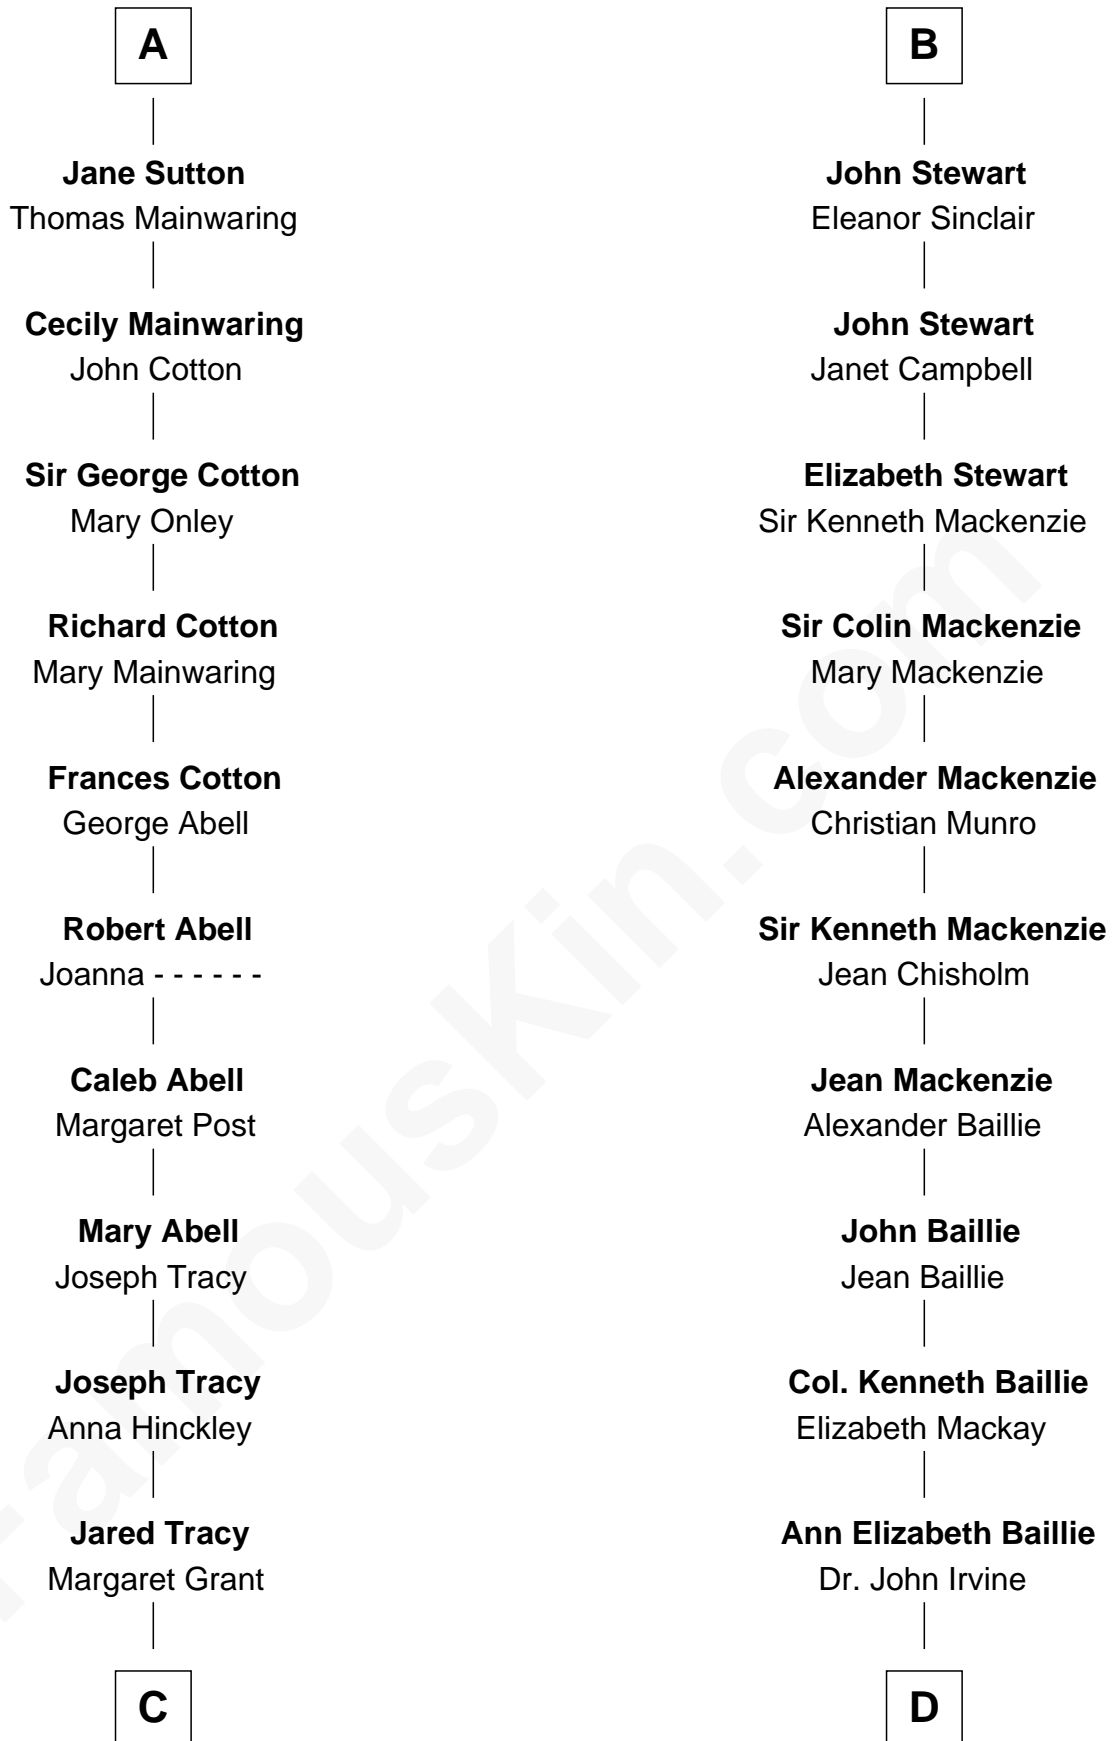 A
Jane Sutton
Thomas Mainwaring
Cecily Mainwaring
John Cotton
Sir George Cotton
Mary Onley
Richard Cotton
Mary Mainwaring
Frances Cotton
George Abell
Robert Abell
Joanna - - - - - -
Caleb Abell
Margaret Post
Mary Abell
Joseph Tracy
Joseph Tracy
Anna Hinckley
Jared Tracy
Margaret Grant
C
B
John Stewart
Eleanor Sinclair
John Stewart
Janet Campbell
Elizabeth Stewart
Sir Kenneth Mackenzie
Sir Colin Mackenzie
Mary Mackenzie
Alexander Mackenzie
Christian Munro
Sir Kenneth Mackenzie
Jean Chisholm
Jean Mackenzie
Alexander Baillie
John Baillie
Jean Baillie
Col. Kenneth Baillie
Elizabeth Mackay
Ann Elizabeth Baillie
Dr. John Irvine
D
FamousKin.com